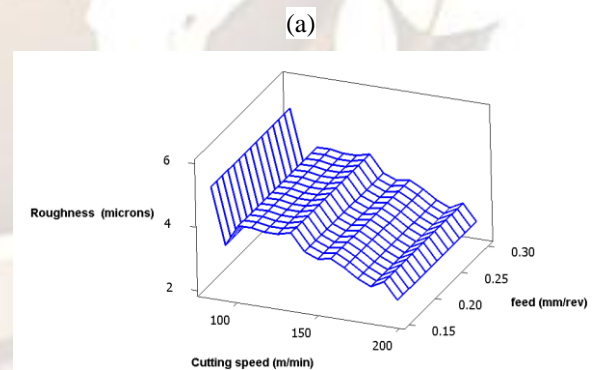 (a)
6
Roughness (microns)
4
2
100
150
200
Cutting speed (m/min)
0.30
0.25
0.20
feed (mm/rev)
0.15